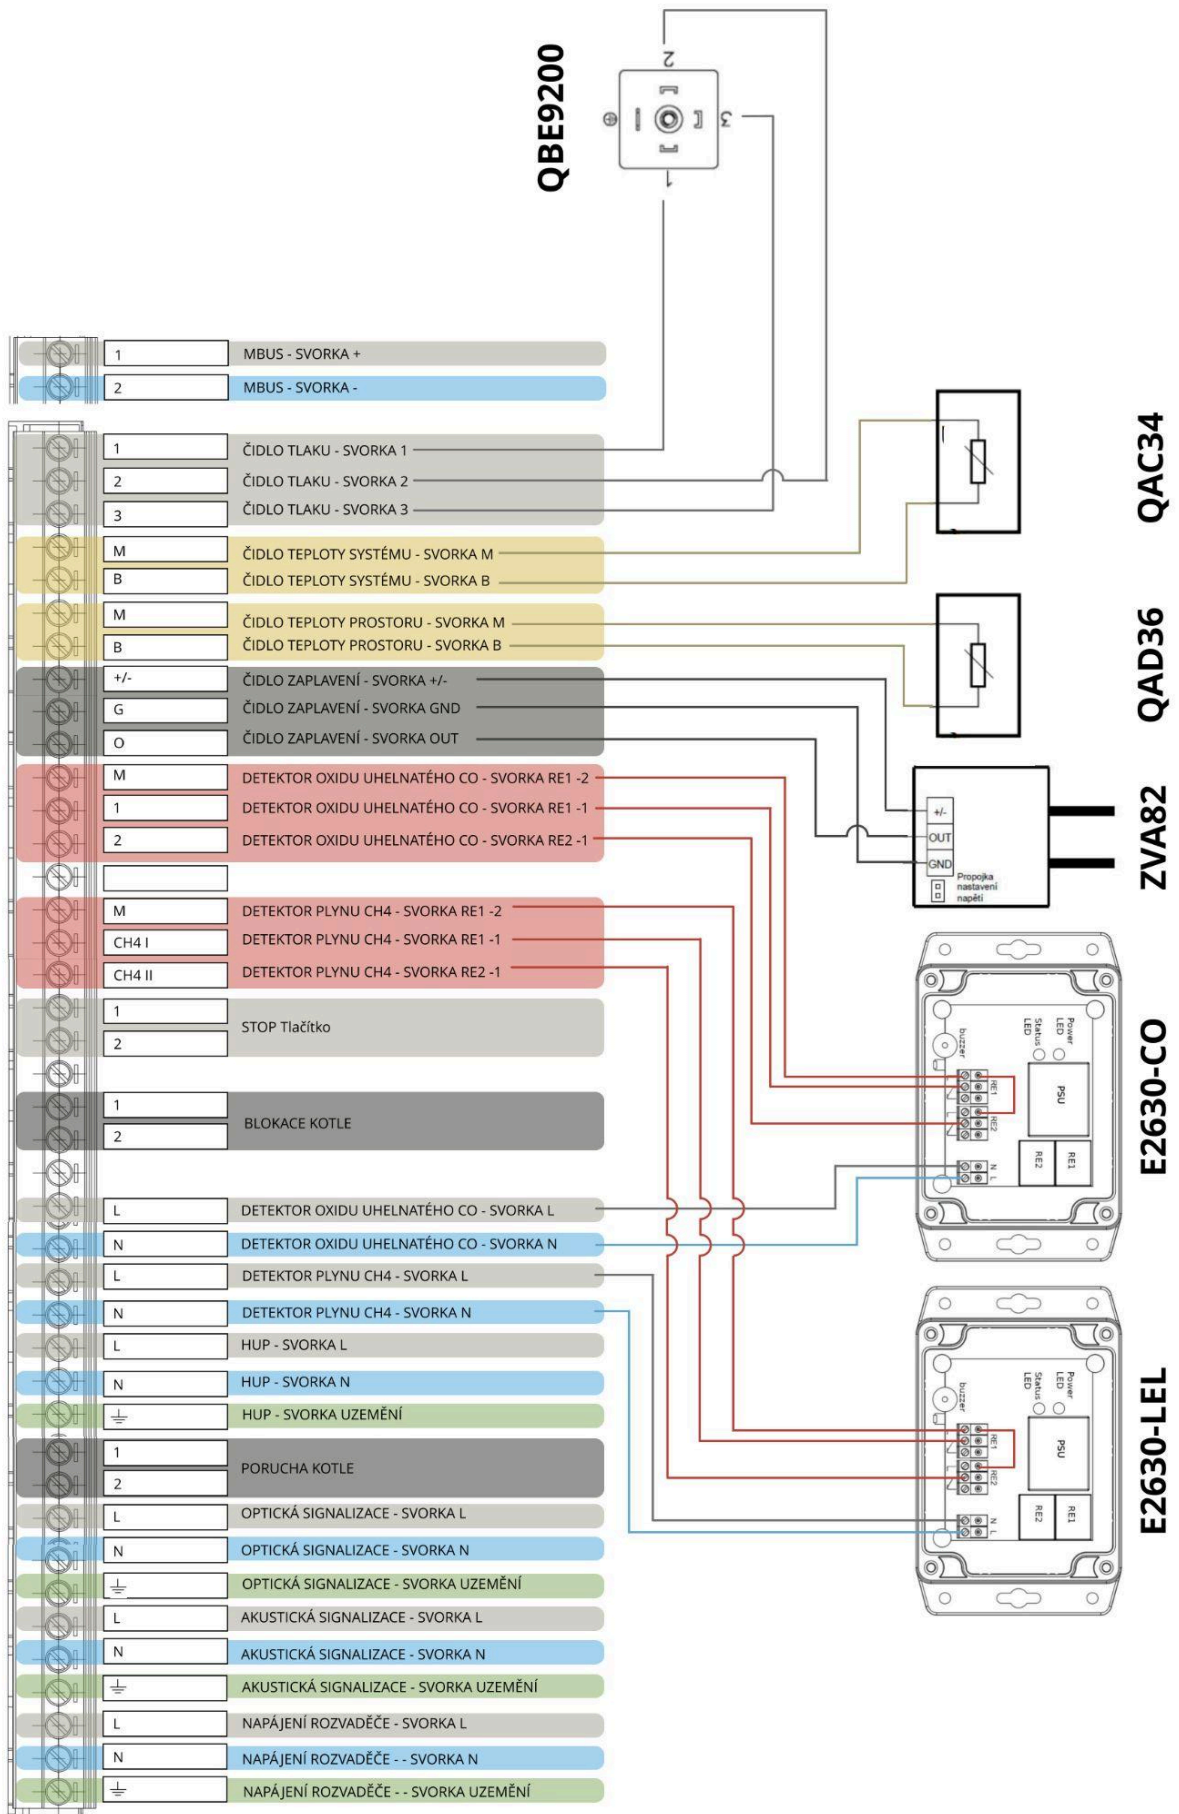 QBE9200
2
3
1
1 MBUS - SVORKA +
2 MBUS - SVORKA -
1 ČIDLO TLAKU - SVORKA 1
2 ČIDLO TLAKU - SVORKA 2
3 ČIDLO TLAKU - SVORKA 3
M ČIDLO TEPLOTY SYSTÉMU - SVORKA M
B ČIDLO TEPLOTY SYSTÉMU - SVORKA B
M ČIDLO TEPLOTY PROSTORU - SVORKA M
B ČIDLO TEPLOTY PROSTORU - SVORKA B
+/- ČIDLO ZAPLAVENÍ - SVORKA +/-
G ČIDLO ZAPLAVENÍ - SVORKA GND
O ČIDLO ZAPLAVENÍ - SVORKA OUT
M DETEKTOR OXIDU UHELNATÉHO CO - SVORKA RE1 -2
1 DETEKTOR OXIDU UHELNATÉHO CO - SVORKA RE1 -1
2 DETEKTOR OXIDU UHELNATÉHO CO - SVORKA RE2 -1
M DETEKTOR PLYNU CH4 - SVORKA RE1 -2
CH4 I DETEKTOR PLYNU CH4 - SVORKA RE1 -1
CH4 II DETEKTOR PLYNU CH4 - SVORKA RE2 -1
1
STOP Tlačítko
2
1
BLOKACE KOTLE
2
L DETEKTOR OXIDU UHELNATÉHO CO - SVORKA L
N DETEKTOR OXIDU UHELNATÉHO CO - SVORKA N
L DETEKTOR PLYNU CH4 - SVORKA L
N DETEKTOR PLYNU CH4 - SVORKA N
L HUP - SVORKA L
N HUP - SVORKA N
HUP - SVORKA UZEMĚNÍ
1
PORUCHA KOTLE
2
L OPTICKÁ SIGNALIZACE - SVORKA L
N OPTICKÁ SIGNALIZACE - SVORKA N
OPTICKÁ SIGNALIZACE - SVORKA UZEMĚNÍ
L AKUSTICKÁ SIGNALIZACE - SVORKA L
N AKUSTICKÁ SIGNALIZACE - SVORKA N
AKUSTICKÁ SIGNALIZACE - SVORKA UZEMĚNÍ
L NAPÁJENÍ ROZVADĚČE - SVORKA L
N NAPÁJENÍ ROZVADĚČE - - SVORKA N
NAPÁJENÍ ROZVADĚČE - - SVORKA UZEMĚNÍ
QAC34
QAD36
ZVA82
+/-
OUT
GND
Propojka
nastavení
napětí
E2630-CO
Power
LED
Status
LED
buzzer
RE1
RE2
PSU
RE1
RE2
N
L
E2630-LEL
Power
LED
Status
LED
buzzer
RE1
RE2
PSU
RE1
RE2
N
L